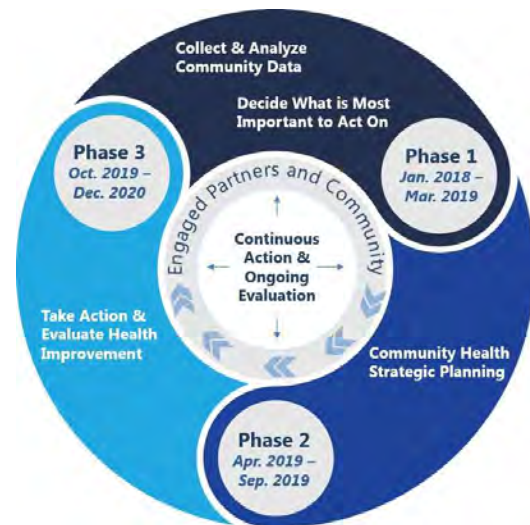 Collect & Analyze
Community Data
Decide What is Most
Important to Act On
Phase 1
Jan. 2018 –
Mar. 2019
Community Health
Strategic Planning
Phase 2
Apr. 2019 –
Sep. 2019
Take Action &
Evaluate Health
Improvement
Phase 3
Oct. 2019 –
Dec. 2020
Engaged Partners and Community
Continuous
Action &
Ongoing
Evaluation